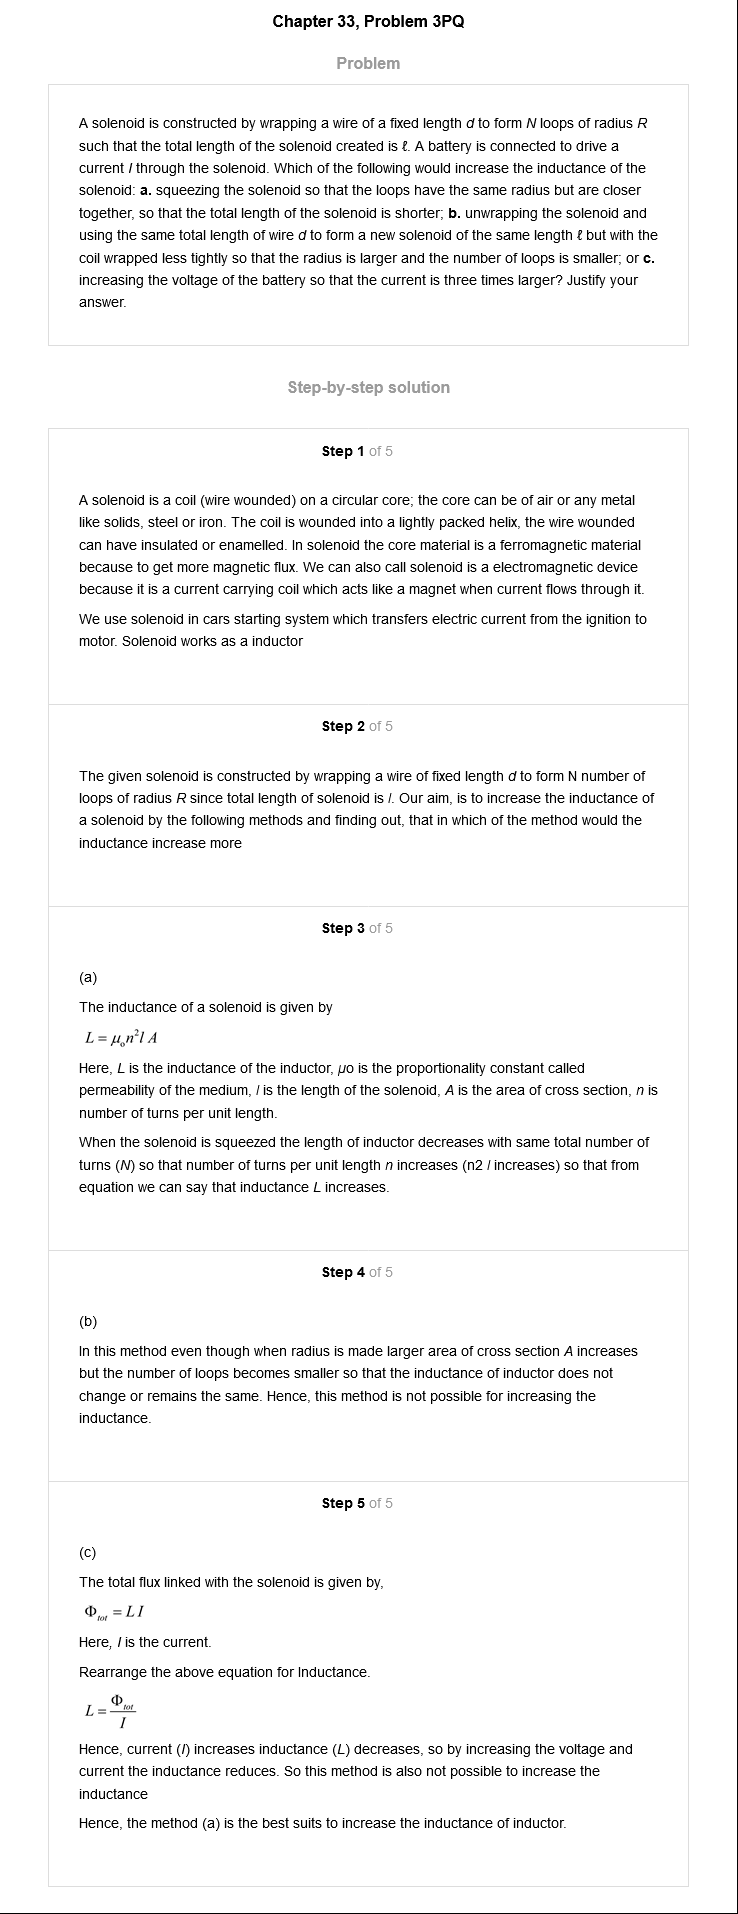 Chapter 33, Problem 3PQ
Problem
A solenoid is constructed by wrapping a wire of a fixed length d to form N loops of radius R
such that the total length of the solenoid created is ℓ. A battery is connected to drive a
current I through the solenoid. Which of the following would increase the inductance of the
solenoid: a. squeezing the solenoid so that the loops have the same radius but are closer
together, so that the total length of the solenoid is shorter; b. unwrapping the solenoid and
using the same total length of wire d to form a new solenoid of the same length ℓ but with the
coil wrapped less tightly so that the radius is larger and the number of loops is smaller; or c.
increasing the voltage of the battery so that the current is three times larger? Justify your
answer.
Step-by-step solution
Step 1 of 5
A solenoid is a coil (wire wounded) on a circular core; the core can be of air or any metal
like solids, steel or iron. The coil is wounded into a lightly packed helix, the wire wounded
can have insulated or enamelled. In solenoid the core material is a ferromagnetic material
because to get more magnetic flux. We can also call solenoid is a electromagnetic device
because it is a current carrying coil which acts like a magnet when current flows through it.
We use solenoid in cars starting system which transfers electric current from the ignition to
motor. Solenoid works as a inductor
Step 2 of 5
The given solenoid is constructed by wrapping a wire of fixed length d to form N number of
loops of radius R since total length of solenoid is l. Our aim, is to increase the inductance of
a solenoid by the following methods and finding out, that in which of the method would the
inductance increase more
Step 3 of 5
(a)
The inductance of a solenoid is given by
L = μ₀n²l A
Here, L is the inductance of the inductor, μo is the proportionality constant called
permeability of the medium, l is the length of the solenoid, A is the area of cross section, n is
number of turns per unit length.
When the solenoid is squeezed the length of inductor decreases with same total number of
turns (N) so that number of turns per unit length n increases (n2 l increases) so that from
equation we can say that inductance L increases.
Step 4 of 5
(b)
In this method even though when radius is made larger area of cross section A increases
but the number of loops becomes smaller so that the inductance of inductor does not
change or remains the same. Hence, this method is not possible for increasing the
inductance.
Step 5 of 5
(c)
The total flux linked with the solenoid is given by,
Φtot = L I
Here, I is the current.
Rearrange the above equation for Inductance.
L = Φtot / I
Hence, current (I) increases inductance (L) decreases, so by increasing the voltage and
current the inductance reduces. So this method is also not possible to increase the
inductance
Hence, the method (a) is the best suits to increase the inductance of inductor.